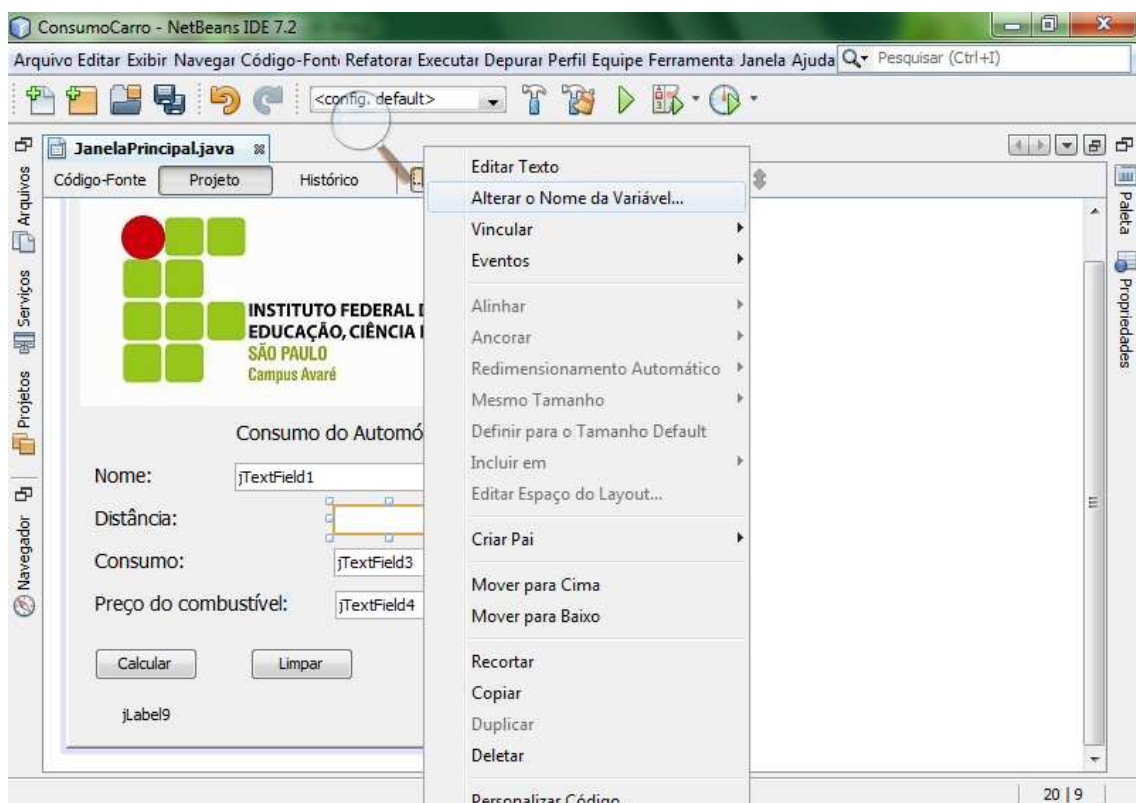 ConsumoCarro - NetBeans IDE 7.2
Arquivo Editar Exibir Navegar Código-Font Refatorar Executar Depurar Perfil Equipe Ferramenta Janela Ajuda Pesquisar (Ctrl+I)
<config. default>
JanelaPrincipal.java
Código-Fonte Projeto Histórico
Arquivos
Serviços
Projetos
Navegador
Paleta
Propriedades
INSTITUTO FEDERAL D
EDUCAÇÃO, CIÊNCIA
SÃO PAULO
Campus Avaré
Consumo do Automó
Nome: jTextField1
Distância:
Consumo: jTextField3
Preço do combustível: jTextField4
Calcular Limpar
jLabel9
Editar Texto
Alterar o Nome da Variável...
Vincular
Eventos
Alinhar
Ancorar
Redimensionamento Automático
Mesmo Tamanho
Definir para o Tamanho Default
Incluir em
Editar Espaço do Layout...
Criar Pai
Mover para Cima
Mover para Baixo
Recortar
Copiar
Duplicar
Deletar
Personalizar Código
20 | 9